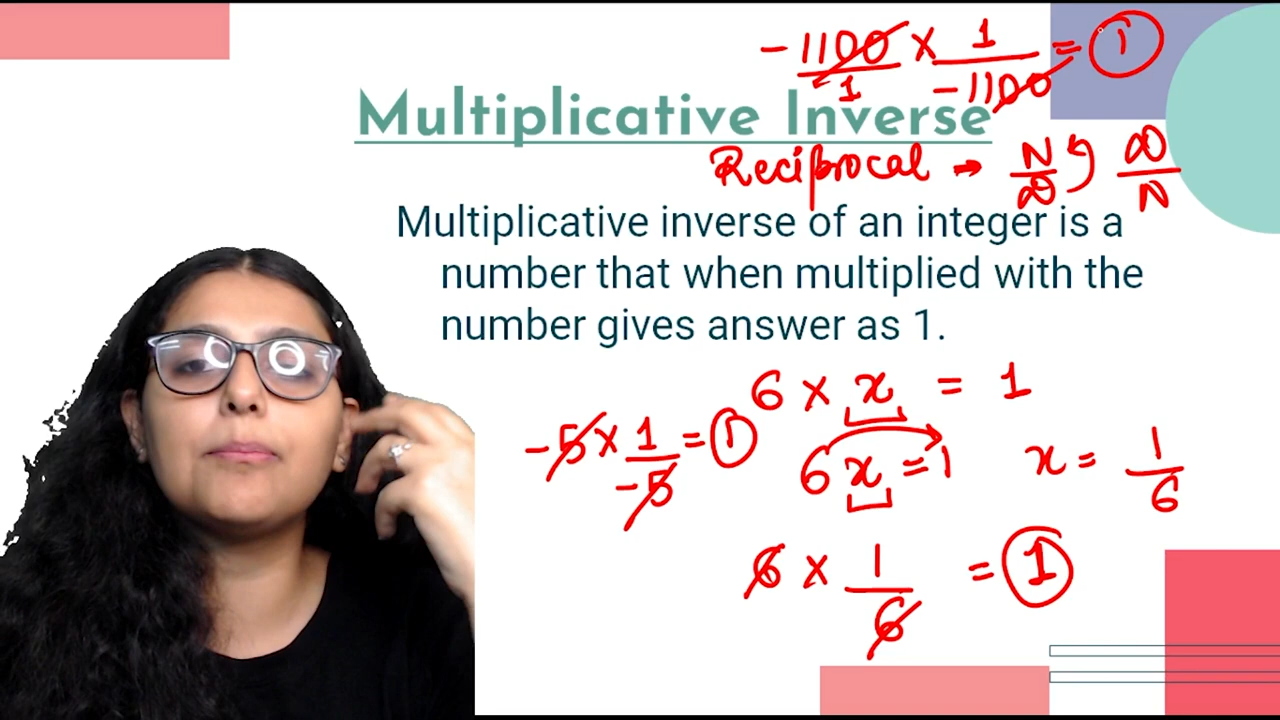 -1100/1 × 1/-1100 = 1
Multiplicative Inverse
Reciprocal → N/D D/N
Multiplicative inverse of an integer is a
number that when multiplied with the
number gives answer as 1.
6 × x = 1
-5 × 1/-5 = 1
6x = 1
x = 1/6
6 × 1/6 = 1